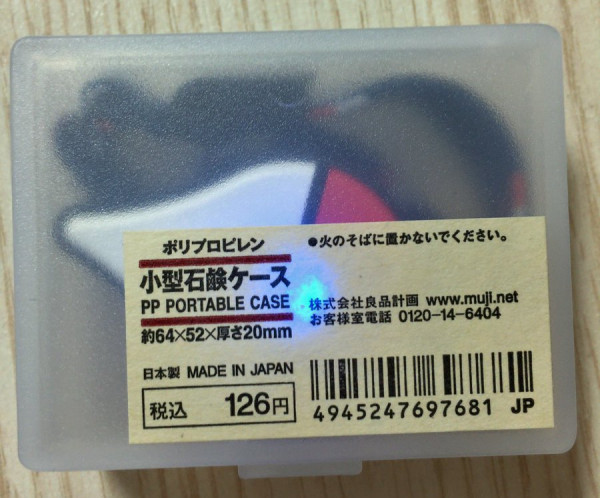 ポリプロピレン
小型石鹸ケース
PP PORTABLE CASE
約64×52×厚さ20mm
日本製 MADE IN JAPAN
税込 126円
●火のそばに置かないでください。
株式会社良品計画 www.muji.net
お客様室電話 0120-14-6404
4945247697681 JP